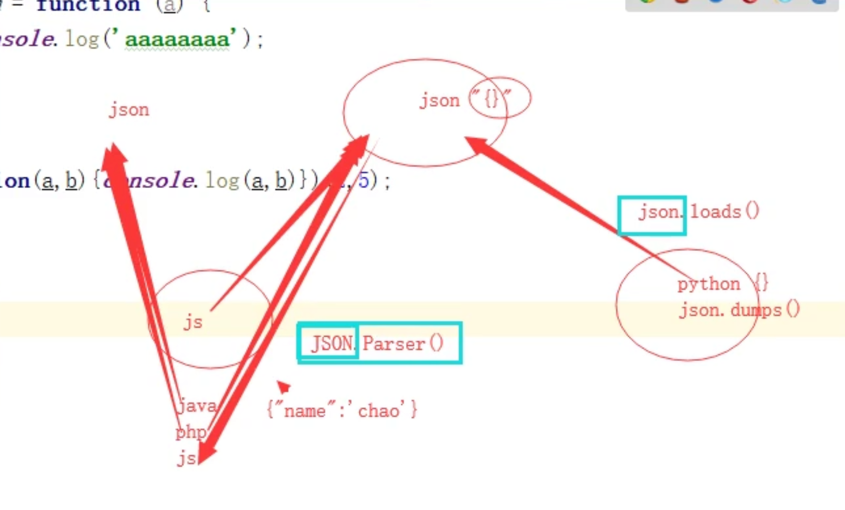 = function (a) {
nsole.log('aaaaaaaa');
json
json "{}"
ion(a,b){console.log(a,b)}) ,5);
json.loads()
python {}
json.dumps()
js
JSON.Parser()
java
php
js
{"name":'chao'}